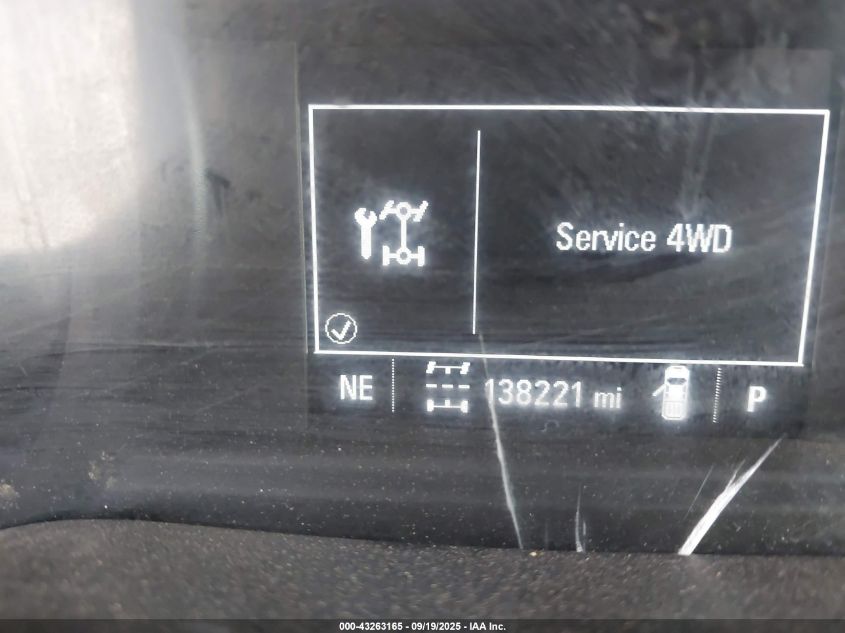 Service 4WD
NE 138221 mi P
000-43263165 - 09/19/2025 - IAA Inc.